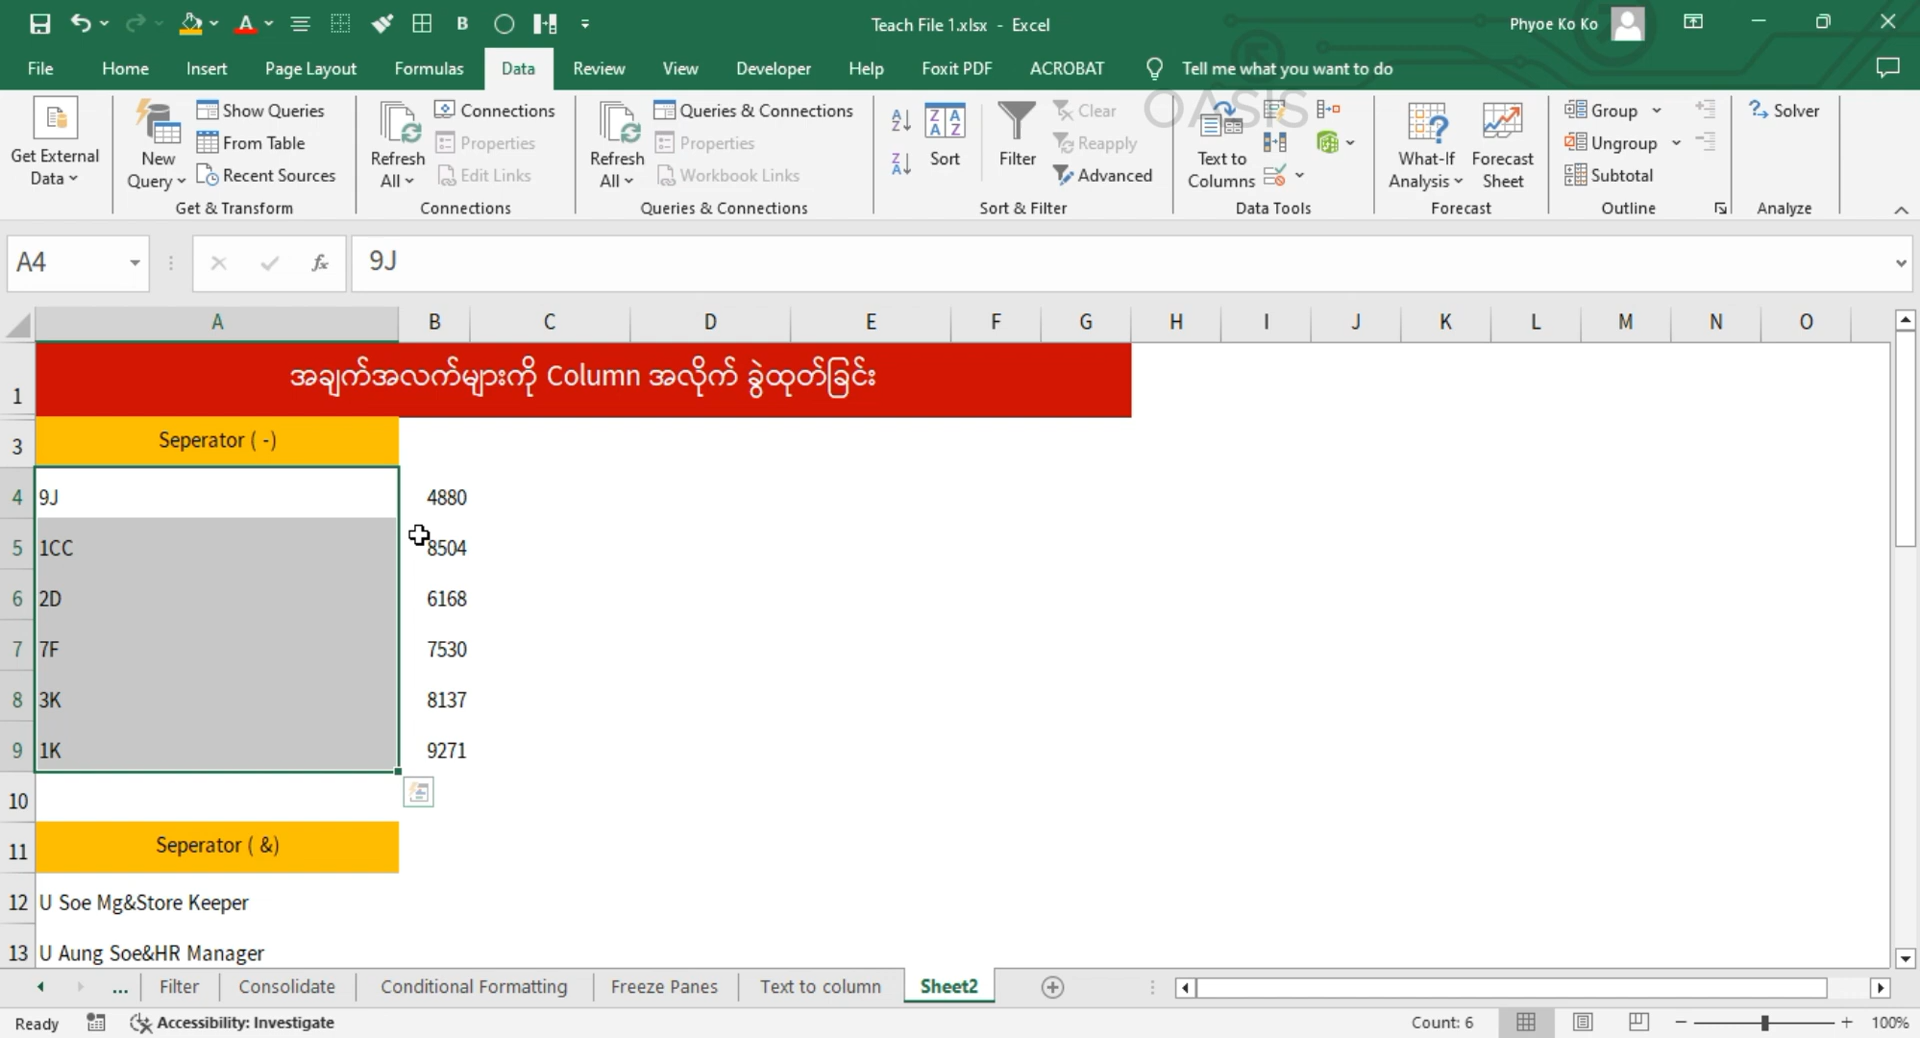 Teach File 1.xlsx - Excel
Phyoe Ko Ko
File Home Insert Page Layout Formulas Data Review View Developer Help Foxit PDF ACROBAT Tell me what you want to do
OASIS
Get External Data
New Query
Show Queries
From Table
Recent Sources
Get & Transform
Refresh All
Connections
Properties
Edit Links
Connections
Refresh All
Queries & Connections
Properties
Workbook Links
Queries & Connections
Sort
Filter
Clear
Reapply
Advanced
Sort & Filter
Text to Columns
Data Tools
What-If Analysis
Forecast Sheet
Forecast
Group
Ungroup
Subtotal
Outline
Solver
Analyze
A4
fx
9J
A B C D E F G H I J K L M N O
1 အချက်အလက်များကို Column အလိုက် ခွဲထုတ်ခြင်း
3 Seperator ( -)
4 9J 4880
5 1CC 8504
6 2D 6168
7 7F 7530
8 3K 8137
9 1K 9271
10
11 Seperator ( &)
12 U Soe Mg&Store Keeper
13 U Aung Soe&HR Manager
... Filter Consolidate Conditional Formatting Freeze Panes Text to column Sheet2
Ready Accessibility: Investigate Count: 6 100%